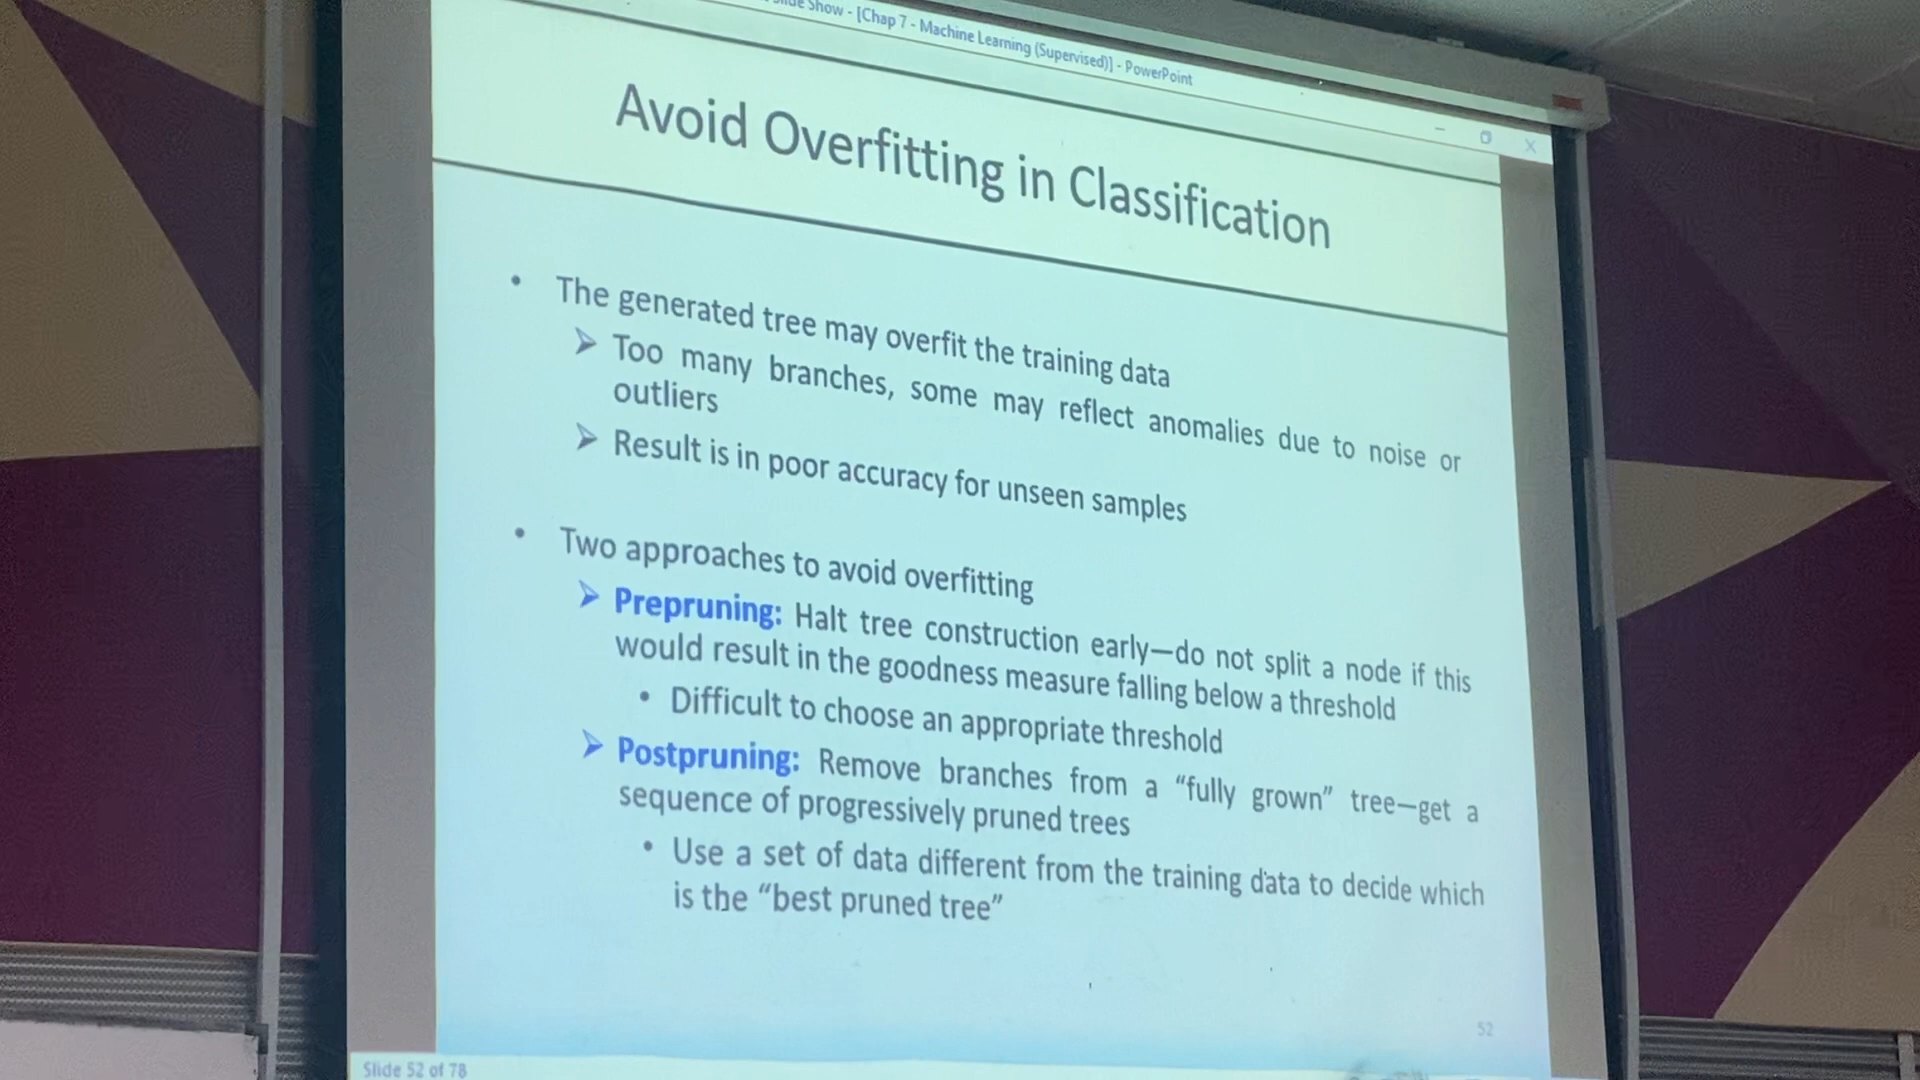 Show - [Chap 7 - Machine Learning (Supervised)] - PowerPoint
Avoid Overfitting in Classification
• The generated tree may overfit the training data
➤ Too many branches, some may reflect anomalies due to noise or
outliers
➤ Result is in poor accuracy for unseen samples
• Two approaches to avoid overfitting
➤ Prepruning: Halt tree construction early—do not split a node if this
would result in the goodness measure falling below a threshold
• Difficult to choose an appropriate threshold
➤ Postpruning: Remove branches from a “fully grown” tree—get a
sequence of progressively pruned trees
• Use a set of data different from the training data to decide which
is the “best pruned tree”
52
Slide 52 of 78